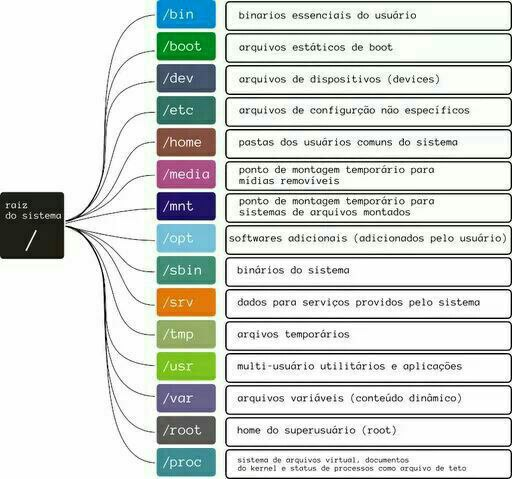 raiz
do sistema
/
/bin
binarios essenciais do usuário
/boot
arquivos estáticos de boot
/dev
arquivos de dispositivos (devices)
/etc
arquivos de configurção não específicos
/home
pastas dos usuários comuns do sistema
/media
ponto de montagem temporário para
mídias removíveis
/mnt
ponto de montagem temporário para
sistemas de arquivos montados
/opt
softwares adicionais (adicionados pelo usuário)
/sbin
binários do sistema
/srv
dados para serviços providos pelo sistema
/tmp
arqivos temporários
/usr
multi-usuário utilitários e aplicações
/var
arquivos variáveis (conteúdo dinâmico)
/root
home do superusuário (root)
/proc
sistema de arquivos virtual, documentos
do kernel e status de processos como arquivo de teto